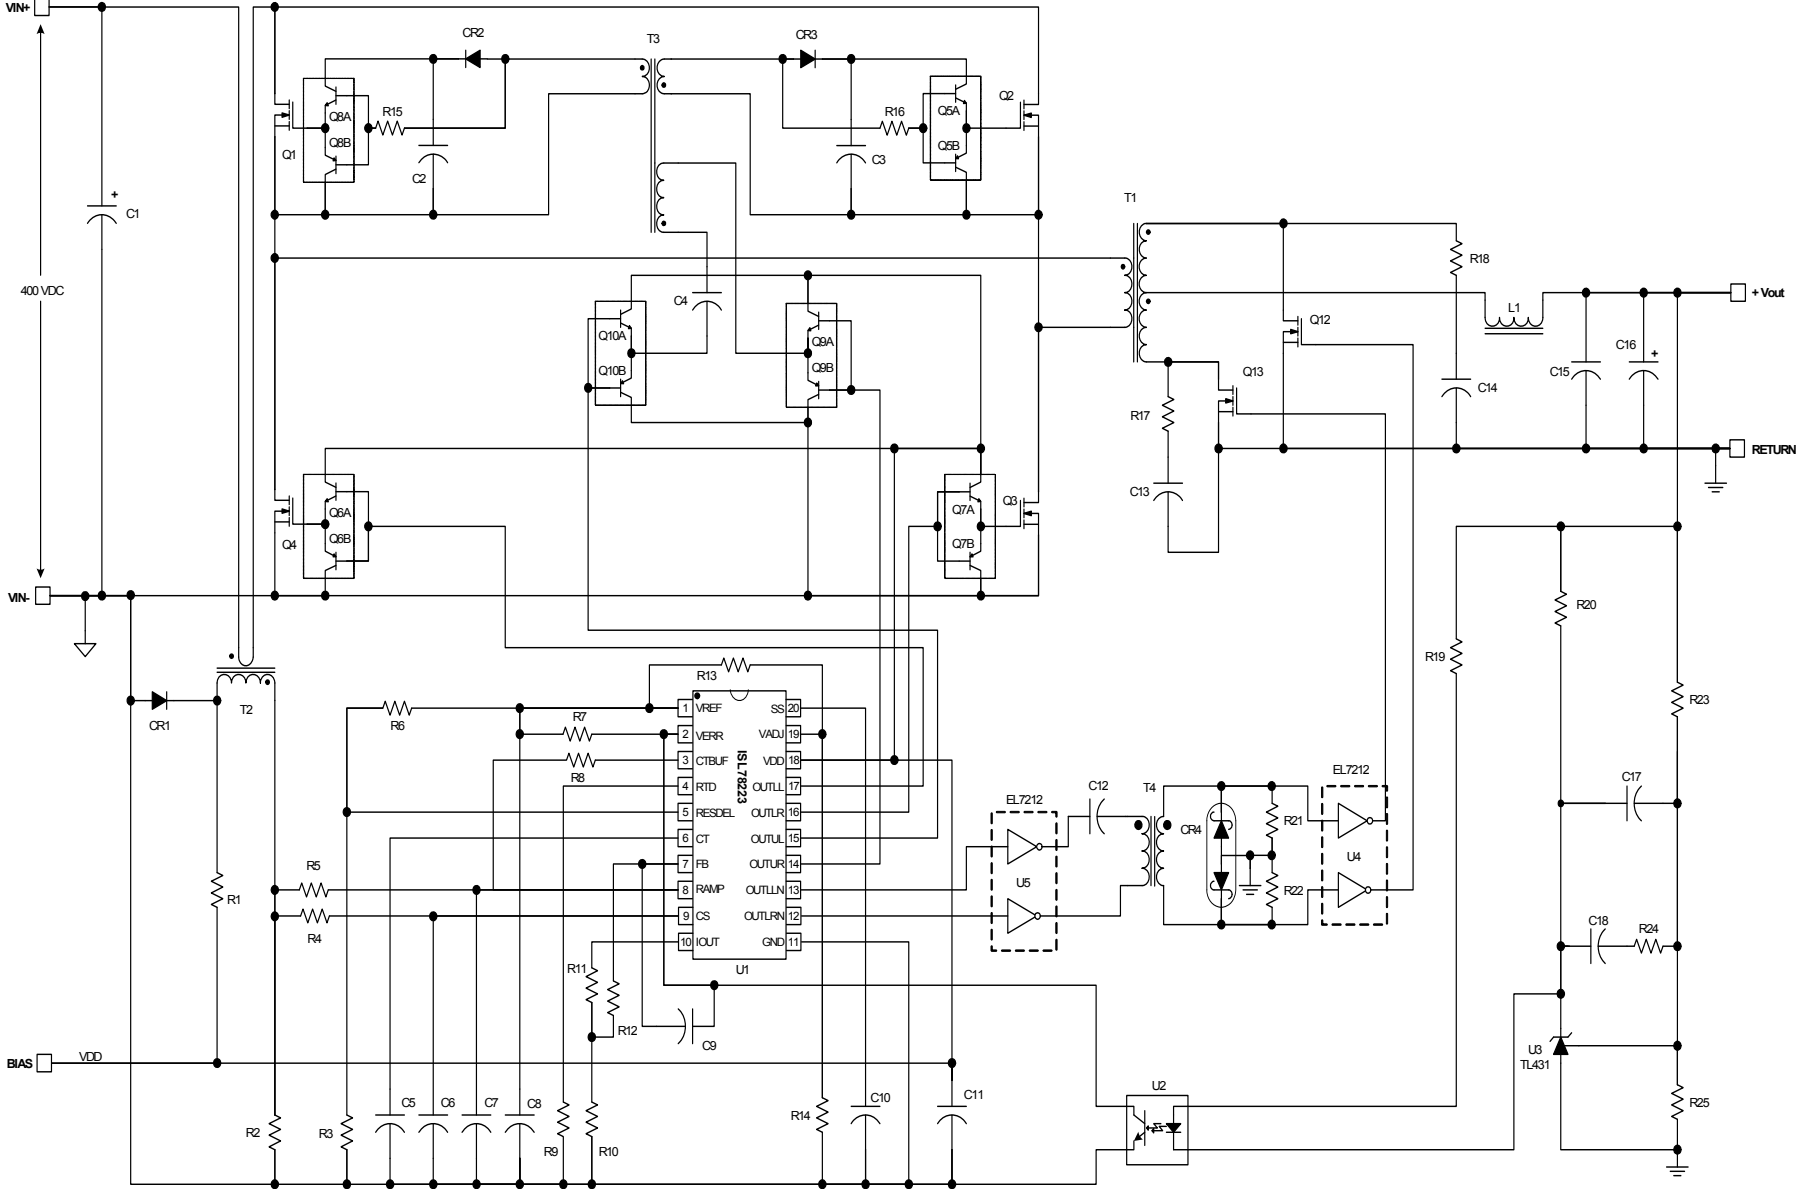 VIN+
CR2
T3
CR3
Q8A
Q8B
R15
Q1
C2
R16
C3
Q5A
Q5B
Q2
+
C1
T1
400 VDC
C4
Q10A
Q10B
Q9A
Q9B
R18
Q12
L1
+ Vout
C16
+
C15
Q13
C14
R17
C13
RETURN
Q6A
Q6B
Q4
Q7A
Q7B
Q3
VIN-
R20
R19
R23
CR1
T2
R13
R6
R7
R8
1 VREF
2 VERR
3 CTBUF
4 RTD
5 RESDEL
6 CT
7 FB
8 RAMP
9 CS
10 IOUT
ISL78223
SS 20
VADJ 19
VDD 18
OUTLL 17
OUTLR 16
OUTUL 15
OUTUR 14
OUTLLN 13
OUTLRN 12
GND 11
U1
EL7212
U5
C12
T4
CR4
R21
R22
EL7212
U4
C17
R5
R4
R1
C18
R24
R11
R12
C9
BIAS
VDD
U3
TL431
U2
R2
R3
C5
C6
C7
C8
R9
R10
R14
C10
C11
R25